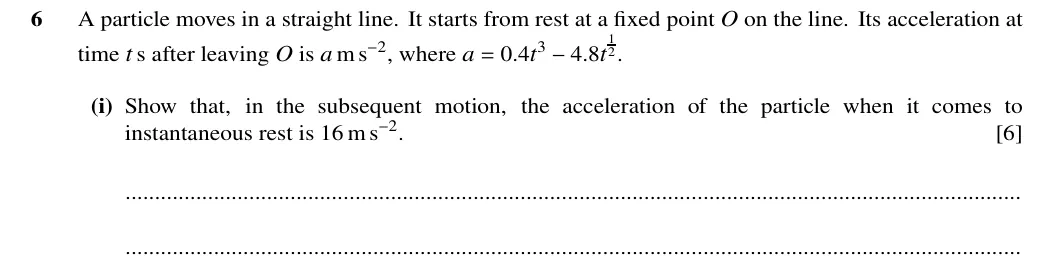 6 A particle moves in a straight line. It starts from rest at a fixed point O on the line. Its acceleration at
time t s after leaving O is a m s⁻², where a = 0.4t³ − 4.8t^{1/2}.
(i) Show that, in the subsequent motion, the acceleration of the particle when it comes to
instantaneous rest is 16 m s⁻². [6]